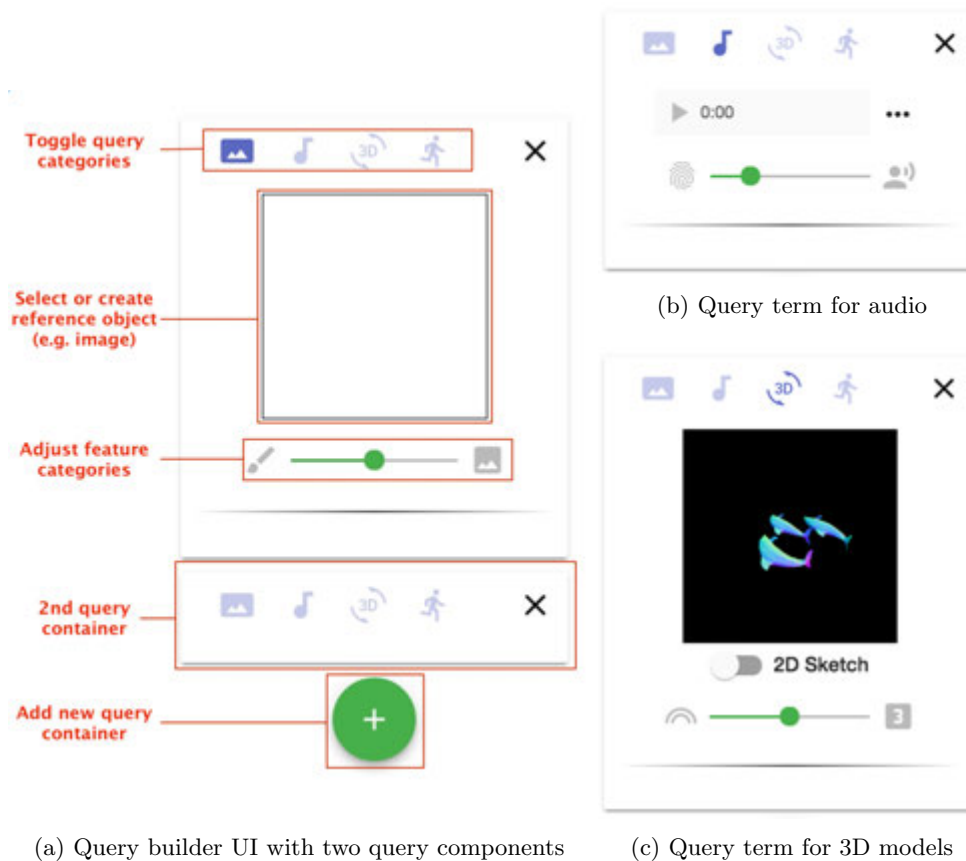 Toggle query
categories
3D
Select or create
reference object
(e.g. image)
Adjust feature
categories
2nd query
container
3D
Add new query
container
(a) Query builder UI with two query components
3D
0:00
(b) Query term for audio
3D
2D Sketch
3
(c) Query term for 3D models